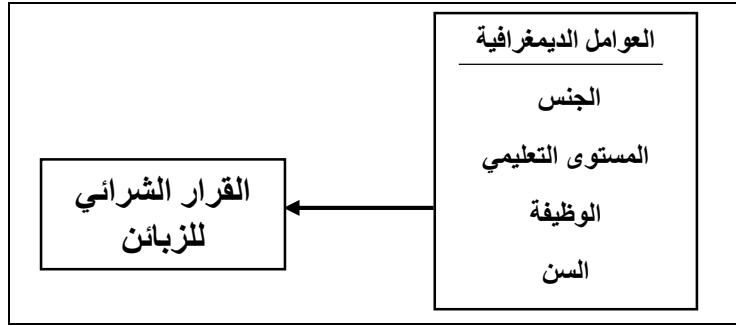 العوامل الديمغرافية
الجنس
المستوى التعليمي
الوظيفة
السن
القرار الشرائي
للزبائن